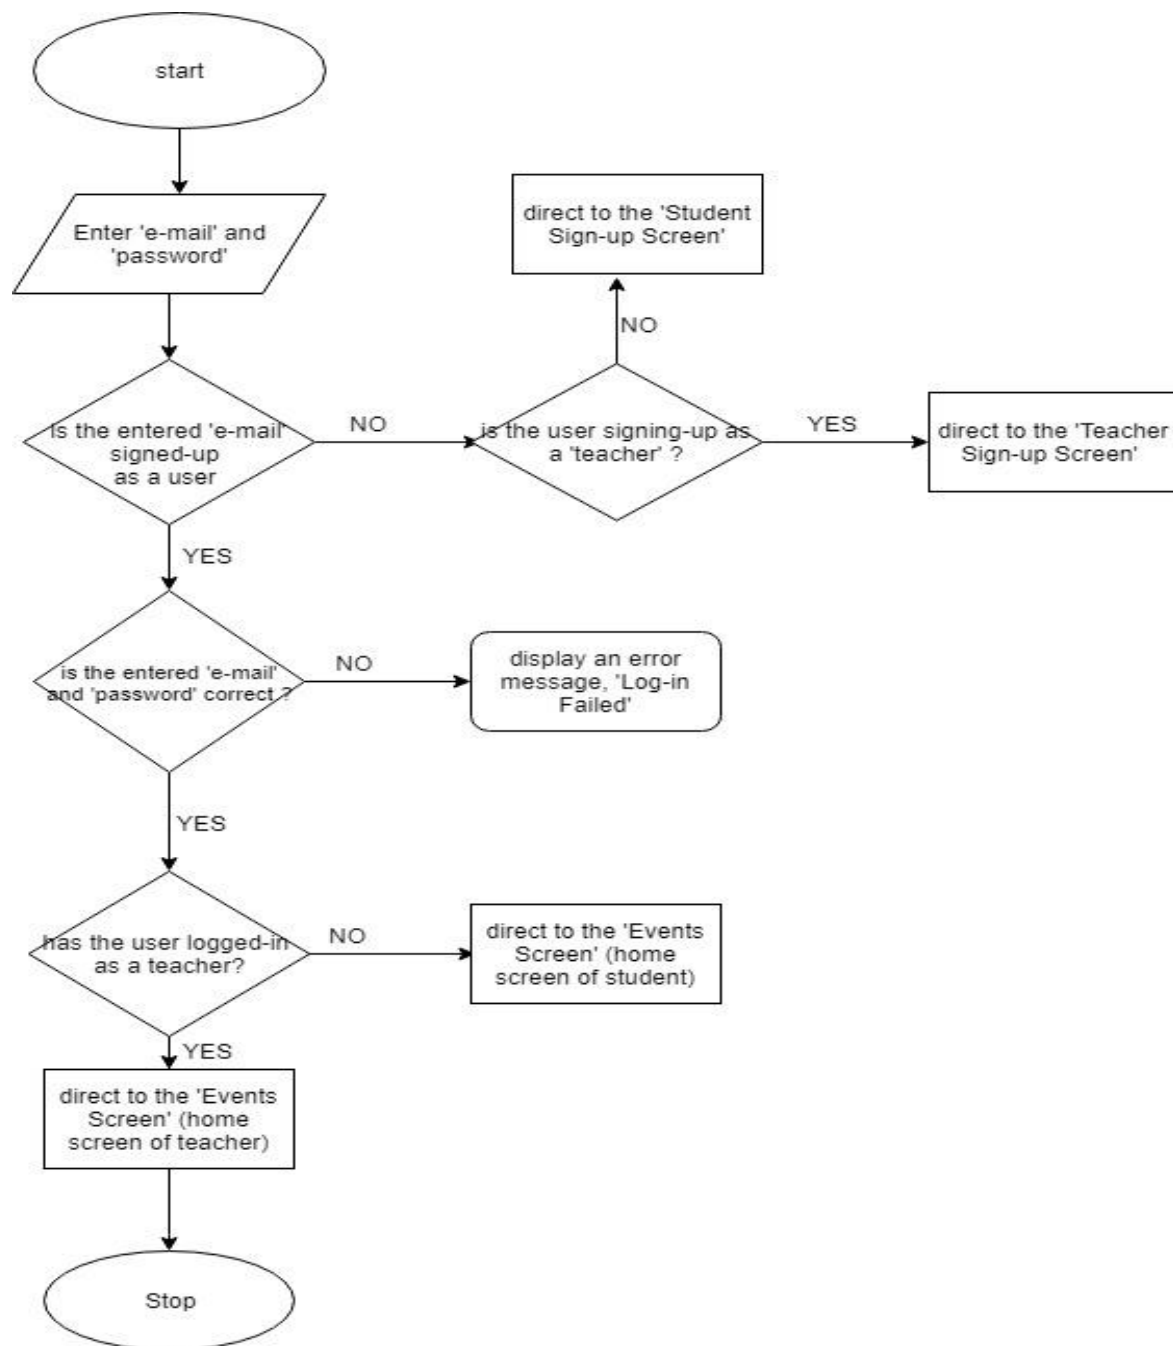 start
Enter 'e-mail' and
'password'
direct to the 'Student
Sign-up Screen'
NO
Is the entered 'e-mail'
signed-up
as a user
NO
is the user signing-up as
a 'teacher' ?
YES
direct to the 'Teacher
Sign-up Screen'
YES
is the entered 'e-mail'
and 'password' correct ?
NO
display an error
message, 'Log-in
Failed'
YES
has the user logged-in
as a teacher?
NO
direct to the 'Events
Screen' (home
screen of student)
YES
direct to the 'Events
Screen' (home
screen of teacher)
Stop